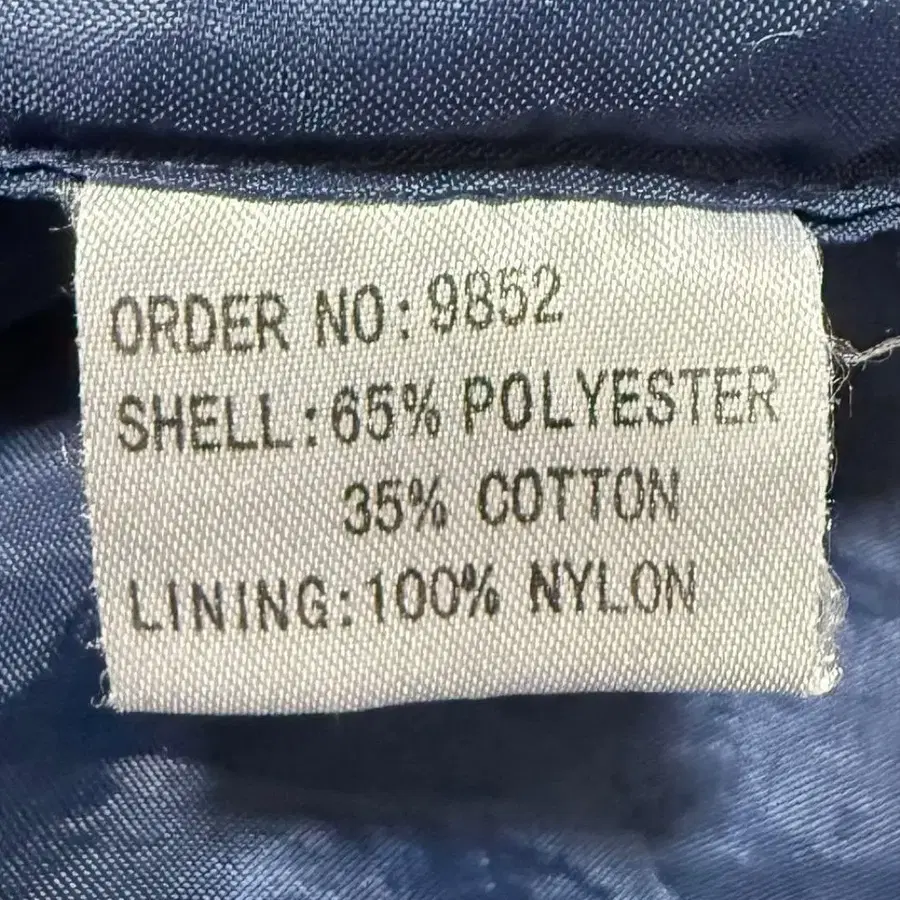 ORDER NO:9852
SHELL:65% POLYESTER
35% COTTON
LINING:100% NYLON